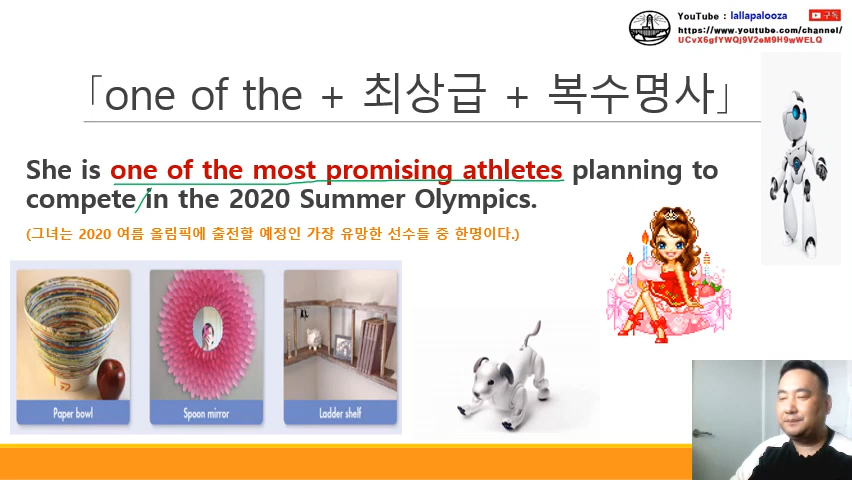 YouTube : lallapalooza
구독
https://www.youtube.com/channel/
UCvX6gfYWQj9V2eM9H9wWELQ
「one of the + 최상급 + 복수명사」
She is one of the most promising athletes planning to
compete in the 2020 Summer Olympics.
(그녀는 2020 여름 올림픽에 출전할 예정인 가장 유망한 선수들 중 한명이다.)
Paper bowl
Spoon mirror
Ladder shelf